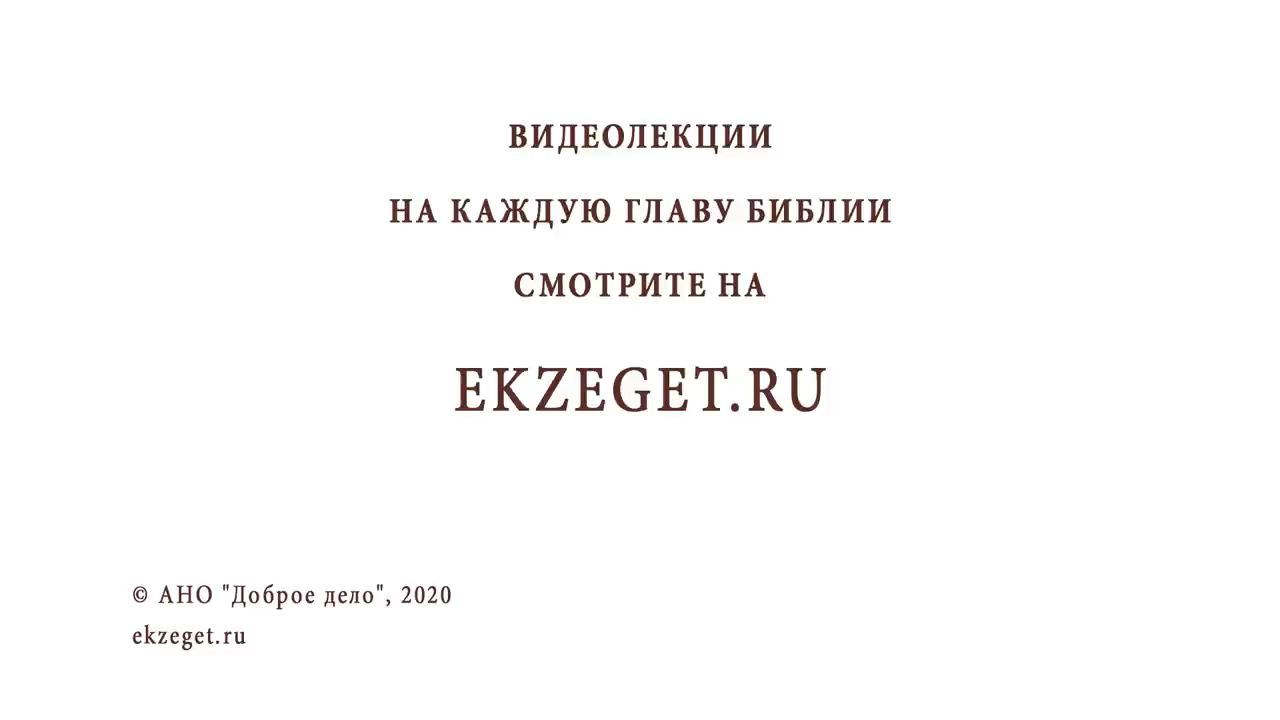 ВИДЕОЛЕКЦИИ
НА КАЖДУЮ ГЛАВУ БИБЛИИ
СМОТРИТЕ НА
EKZEGET.RU
© АНО "Доброе дело", 2020
ekzeget.ru